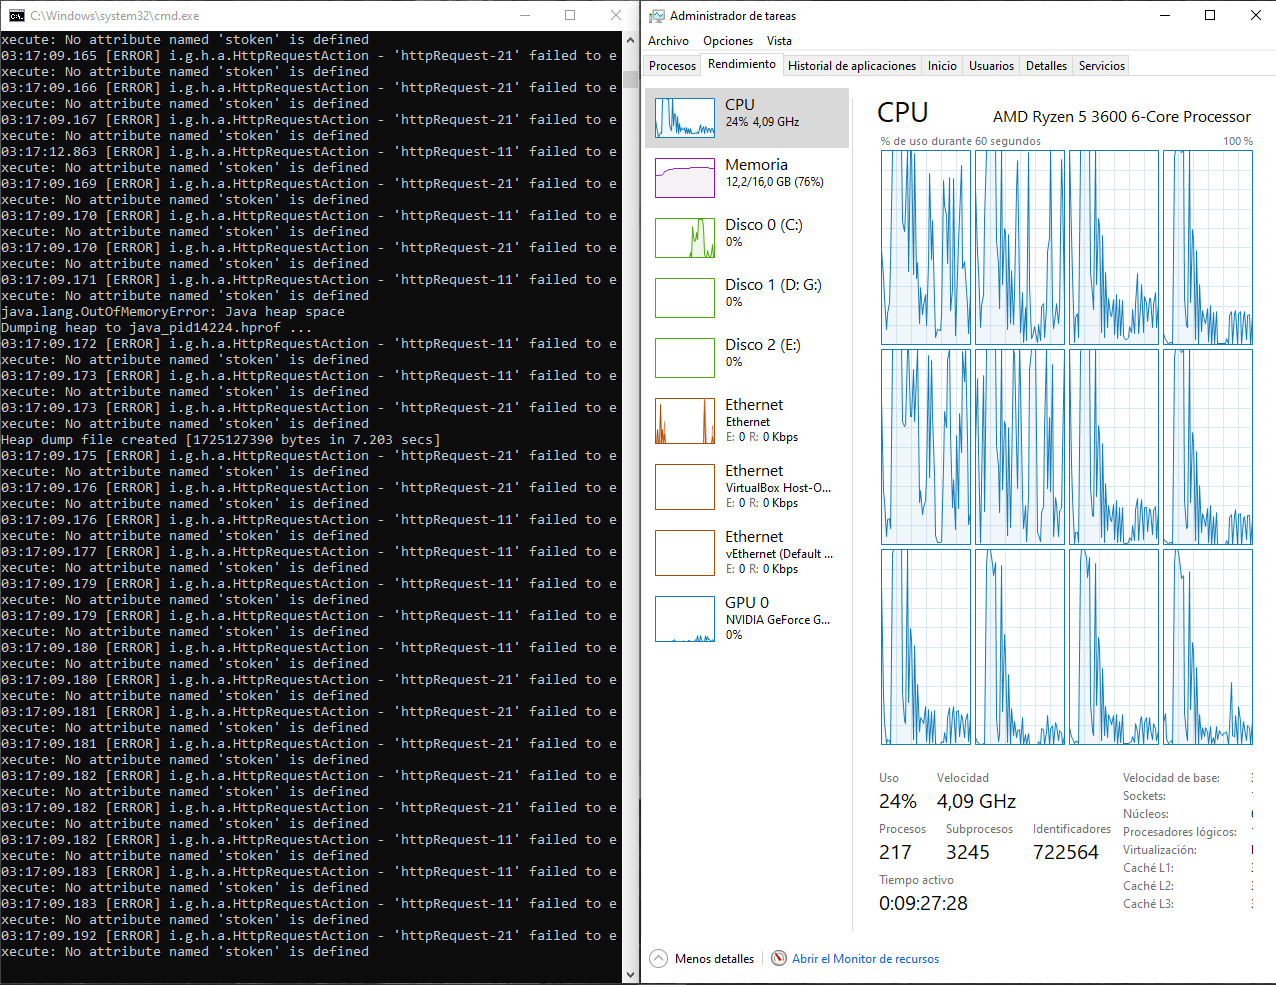 C:\Windows\system32\cmd.exe
xecute: No attribute named 'stoken' is defined
03:17:09.165 [ERROR] i.g.h.a.HttpRequestAction - 'httpRequest-21' failed to e
xecute: No attribute named 'stoken' is defined
03:17:09.166 [ERROR] i.g.h.a.HttpRequestAction - 'httpRequest-21' failed to e
xecute: No attribute named 'stoken' is defined
03:17:09.167 [ERROR] i.g.h.a.HttpRequestAction - 'httpRequest-21' failed to e
xecute: No attribute named 'stoken' is defined
03:17:12.863 [ERROR] i.g.h.a.HttpRequestAction - 'httpRequest-11' failed to e
xecute: No attribute named 'stoken' is defined
03:17:09.169 [ERROR] i.g.h.a.HttpRequestAction - 'httpRequest-21' failed to e
xecute: No attribute named 'stoken' is defined
03:17:09.170 [ERROR] i.g.h.a.HttpRequestAction - 'httpRequest-11' failed to e
xecute: No attribute named 'stoken' is defined
03:17:09.170 [ERROR] i.g.h.a.HttpRequestAction - 'httpRequest-21' failed to e
xecute: No attribute named 'stoken' is defined
03:17:09.171 [ERROR] i.g.h.a.HttpRequestAction - 'httpRequest-11' failed to e
xecute: No attribute named 'stoken' is defined
java.lang.OutOfMemoryError: Java heap space
Dumping heap to java_pid14224.hprof ...
03:17:09.172 [ERROR] i.g.h.a.HttpRequestAction - 'httpRequest-11' failed to e
xecute: No attribute named 'stoken' is defined
03:17:09.173 [ERROR] i.g.h.a.HttpRequestAction - 'httpRequest-11' failed to e
xecute: No attribute named 'stoken' is defined
03:17:09.173 [ERROR] i.g.h.a.HttpRequestAction - 'httpRequest-21' failed to e
xecute: No attribute named 'stoken' is defined
Heap dump file created [1725127390 bytes in 7.203 secs]
03:17:09.175 [ERROR] i.g.h.a.HttpRequestAction - 'httpRequest-21' failed to e
xecute: No attribute named 'stoken' is defined
03:17:09.176 [ERROR] i.g.h.a.HttpRequestAction - 'httpRequest-21' failed to e
xecute: No attribute named 'stoken' is defined
03:17:09.176 [ERROR] i.g.h.a.HttpRequestAction - 'httpRequest-11' failed to e
xecute: No attribute named 'stoken' is defined
03:17:09.177 [ERROR] i.g.h.a.HttpRequestAction - 'httpRequest-11' failed to e
xecute: No attribute named 'stoken' is defined
03:17:09.179 [ERROR] i.g.h.a.HttpRequestAction - 'httpRequest-11' failed to e
xecute: No attribute named 'stoken' is defined
03:17:09.179 [ERROR] i.g.h.a.HttpRequestAction - 'httpRequest-21' failed to e
xecute: No attribute named 'stoken' is defined
03:17:09.180 [ERROR] i.g.h.a.HttpRequestAction - 'httpRequest-11' failed to e
xecute: No attribute named 'stoken' is defined
03:17:09.180 [ERROR] i.g.h.a.HttpRequestAction - 'httpRequest-21' failed to e
xecute: No attribute named 'stoken' is defined
03:17:09.181 [ERROR] i.g.h.a.HttpRequestAction - 'httpRequest-11' failed to e
xecute: No attribute named 'stoken' is defined
03:17:09.181 [ERROR] i.g.h.a.HttpRequestAction - 'httpRequest-21' failed to e
xecute: No attribute named 'stoken' is defined
03:17:09.182 [ERROR] i.g.h.a.HttpRequestAction - 'httpRequest-21' failed to e
xecute: No attribute named 'stoken' is defined
03:17:09.182 [ERROR] i.g.h.a.HttpRequestAction - 'httpRequest-21' failed to e
xecute: No attribute named 'stoken' is defined
03:17:09.182 [ERROR] i.g.h.a.HttpRequestAction - 'httpRequest-11' failed to e
xecute: No attribute named 'stoken' is defined
03:17:09.183 [ERROR] i.g.h.a.HttpRequestAction - 'httpRequest-21' failed to e
xecute: No attribute named 'stoken' is defined
03:17:09.183 [ERROR] i.g.h.a.HttpRequestAction - 'httpRequest-11' failed to e
xecute: No attribute named 'stoken' is defined
03:17:09.192 [ERROR] i.g.h.a.HttpRequestAction - 'httpRequest-21' failed to e
xecute: No attribute named 'stoken' is defined
Administrador de tareas
Archivo Opciones Vista
Procesos Rendimiento Historial de aplicaciones Inicio Usuarios Detalles Servicios
CPU
24% 4,09 GHz
Memoria
12,2/16,0 GB (76%)
Disco 0 (C:)
0%
Disco 1 (D: G:)
0%
Disco 2 (E:)
0%
Ethernet
Ethernet
E: 0 R: 0 Kbps
Ethernet
VirtualBox Host-O...
E: 0 R: 0 Kbps
Ethernet
vEthernet (Default ...
E: 0 R: 0 Kbps
GPU 0
NVIDIA GeForce G...
0%
CPU AMD Ryzen 5 3600 6-Core Processor
% de uso durante 60 segundos 100 %
Uso Velocidad
24% 4,09 GHz
Procesos Subprocesos Identificadores
217 3245 722564
Tiempo activo
0:09:27:28
Velocidad de base:
Sockets:
Núcleos:
Procesadores lógicos:
Virtualización:
Caché L1:
Caché L2:
Caché L3:
Menos detalles Abrir el Monitor de recursos